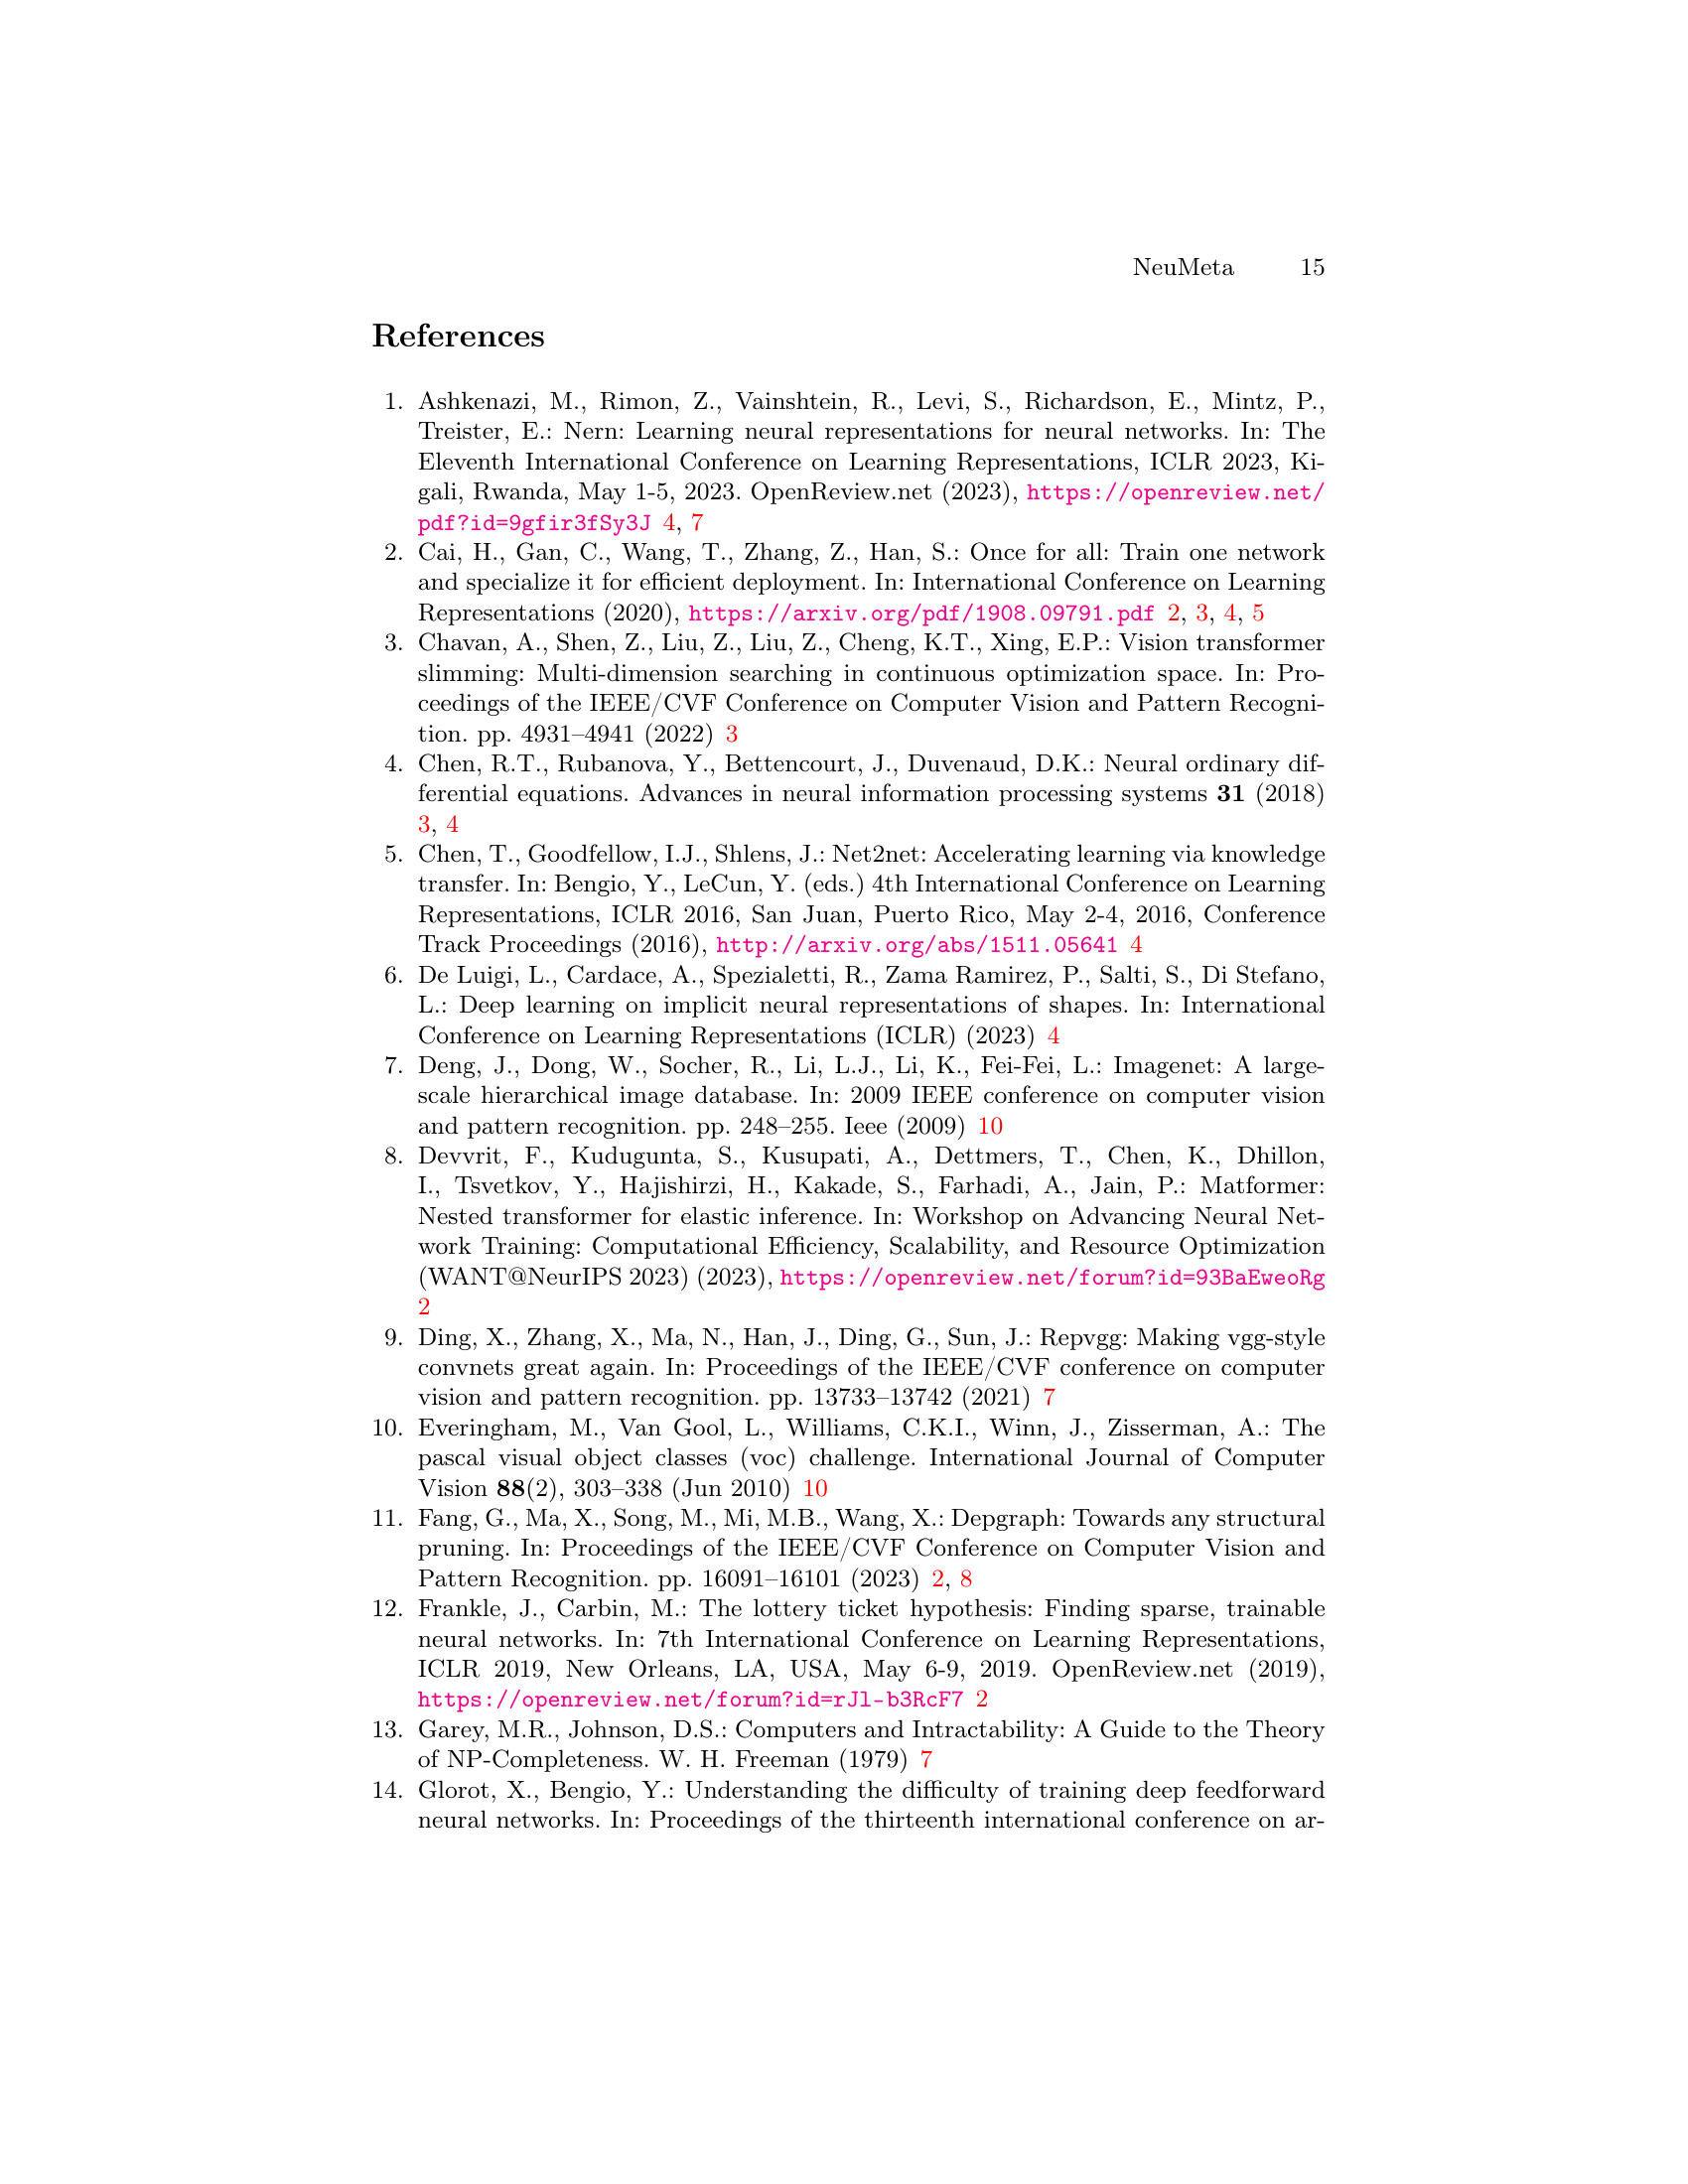 NeuMeta 15
References
1. Ashkenazi, M., Rimon, Z., Vainshtein, R., Levi, S., Richardson, E., Mintz, P.,
Treister, E.: Nern: Learning neural representations for neural networks. In: The
Eleventh International Conference on Learning Representations, ICLR 2023, Ki-
gali, Rwanda, May 1-5, 2023. OpenReview.net (2023), https://openreview.net/
pdf?id=9gfir3fSy3J 4, 7
2. Cai, H., Gan, C., Wang, T., Zhang, Z., Han, S.: Once for all: Train one network
and specialize it for efficient deployment. In: International Conference on Learning
Representations (2020), https://arxiv.org/pdf/1908.09791.pdf 2, 3, 4, 5
3. Chavan, A., Shen, Z., Liu, Z., Liu, Z., Cheng, K.T., Xing, E.P.: Vision transformer
slimming: Multi-dimension searching in continuous optimization space. In: Pro-
ceedings of the IEEE/CVF Conference on Computer Vision and Pattern Recogni-
tion. pp. 4931–4941 (2022) 3
4. Chen, R.T., Rubanova, Y., Bettencourt, J., Duvenaud, D.K.: Neural ordinary dif-
ferential equations. Advances in neural information processing systems 31 (2018)
3, 4
5. Chen, T., Goodfellow, I.J., Shlens, J.: Net2net: Accelerating learning via knowledge
transfer. In: Bengio, Y., LeCun, Y. (eds.) 4th International Conference on Learning
Representations, ICLR 2016, San Juan, Puerto Rico, May 2-4, 2016, Conference
Track Proceedings (2016), http://arxiv.org/abs/1511.05641 4
6. De Luigi, L., Cardace, A., Spezialetti, R., Zama Ramirez, P., Salti, S., Di Stefano,
L.: Deep learning on implicit neural representations of shapes. In: International
Conference on Learning Representations (ICLR) (2023) 4
7. Deng, J., Dong, W., Socher, R., Li, L.J., Li, K., Fei-Fei, L.: Imagenet: A large-
scale hierarchical image database. In: 2009 IEEE conference on computer vision
and pattern recognition. pp. 248–255. Ieee (2009) 10
8. Devvrit, F., Kudugunta, S., Kusupati, A., Dettmers, T., Chen, K., Dhillon,
I., Tsvetkov, Y., Hajishirzi, H., Kakade, S., Farhadi, A., Jain, P.: Matformer:
Nested transformer for elastic inference. In: Workshop on Advancing Neural Net-
work Training: Computational Efficiency, Scalability, and Resource Optimization
(WANT@NeurIPS 2023) (2023), https://openreview.net/forum?id=93BaEweoRg
2
9. Ding, X., Zhang, X., Ma, N., Han, J., Ding, G., Sun, J.: Repvgg: Making vgg-style
convnets great again. In: Proceedings of the IEEE/CVF conference on computer
vision and pattern recognition. pp. 13733–13742 (2021) 7
10. Everingham, M., Van Gool, L., Williams, C.K.I., Winn, J., Zisserman, A.: The
pascal visual object classes (voc) challenge. International Journal of Computer
Vision 88(2), 303–338 (Jun 2010) 10
11. Fang, G., Ma, X., Song, M., Mi, M.B., Wang, X.: Depgraph: Towards any structural
pruning. In: Proceedings of the IEEE/CVF Conference on Computer Vision and
Pattern Recognition. pp. 16091–16101 (2023) 2, 8
12. Frankle, J., Carbin, M.: The lottery ticket hypothesis: Finding sparse, trainable
neural networks. In: 7th International Conference on Learning Representations,
ICLR 2019, New Orleans, LA, USA, May 6-9, 2019. OpenReview.net (2019),
https://openreview.net/forum?id=rJl-b3RcF7 2
13. Garey, M.R., Johnson, D.S.: Computers and Intractability: A Guide to the Theory
of NP-Completeness. W. H. Freeman (1979) 7
14. Glorot, X., Bengio, Y.: Understanding the difficulty of training deep feedforward
neural networks. In: Proceedings of the thirteenth international conference on ar-